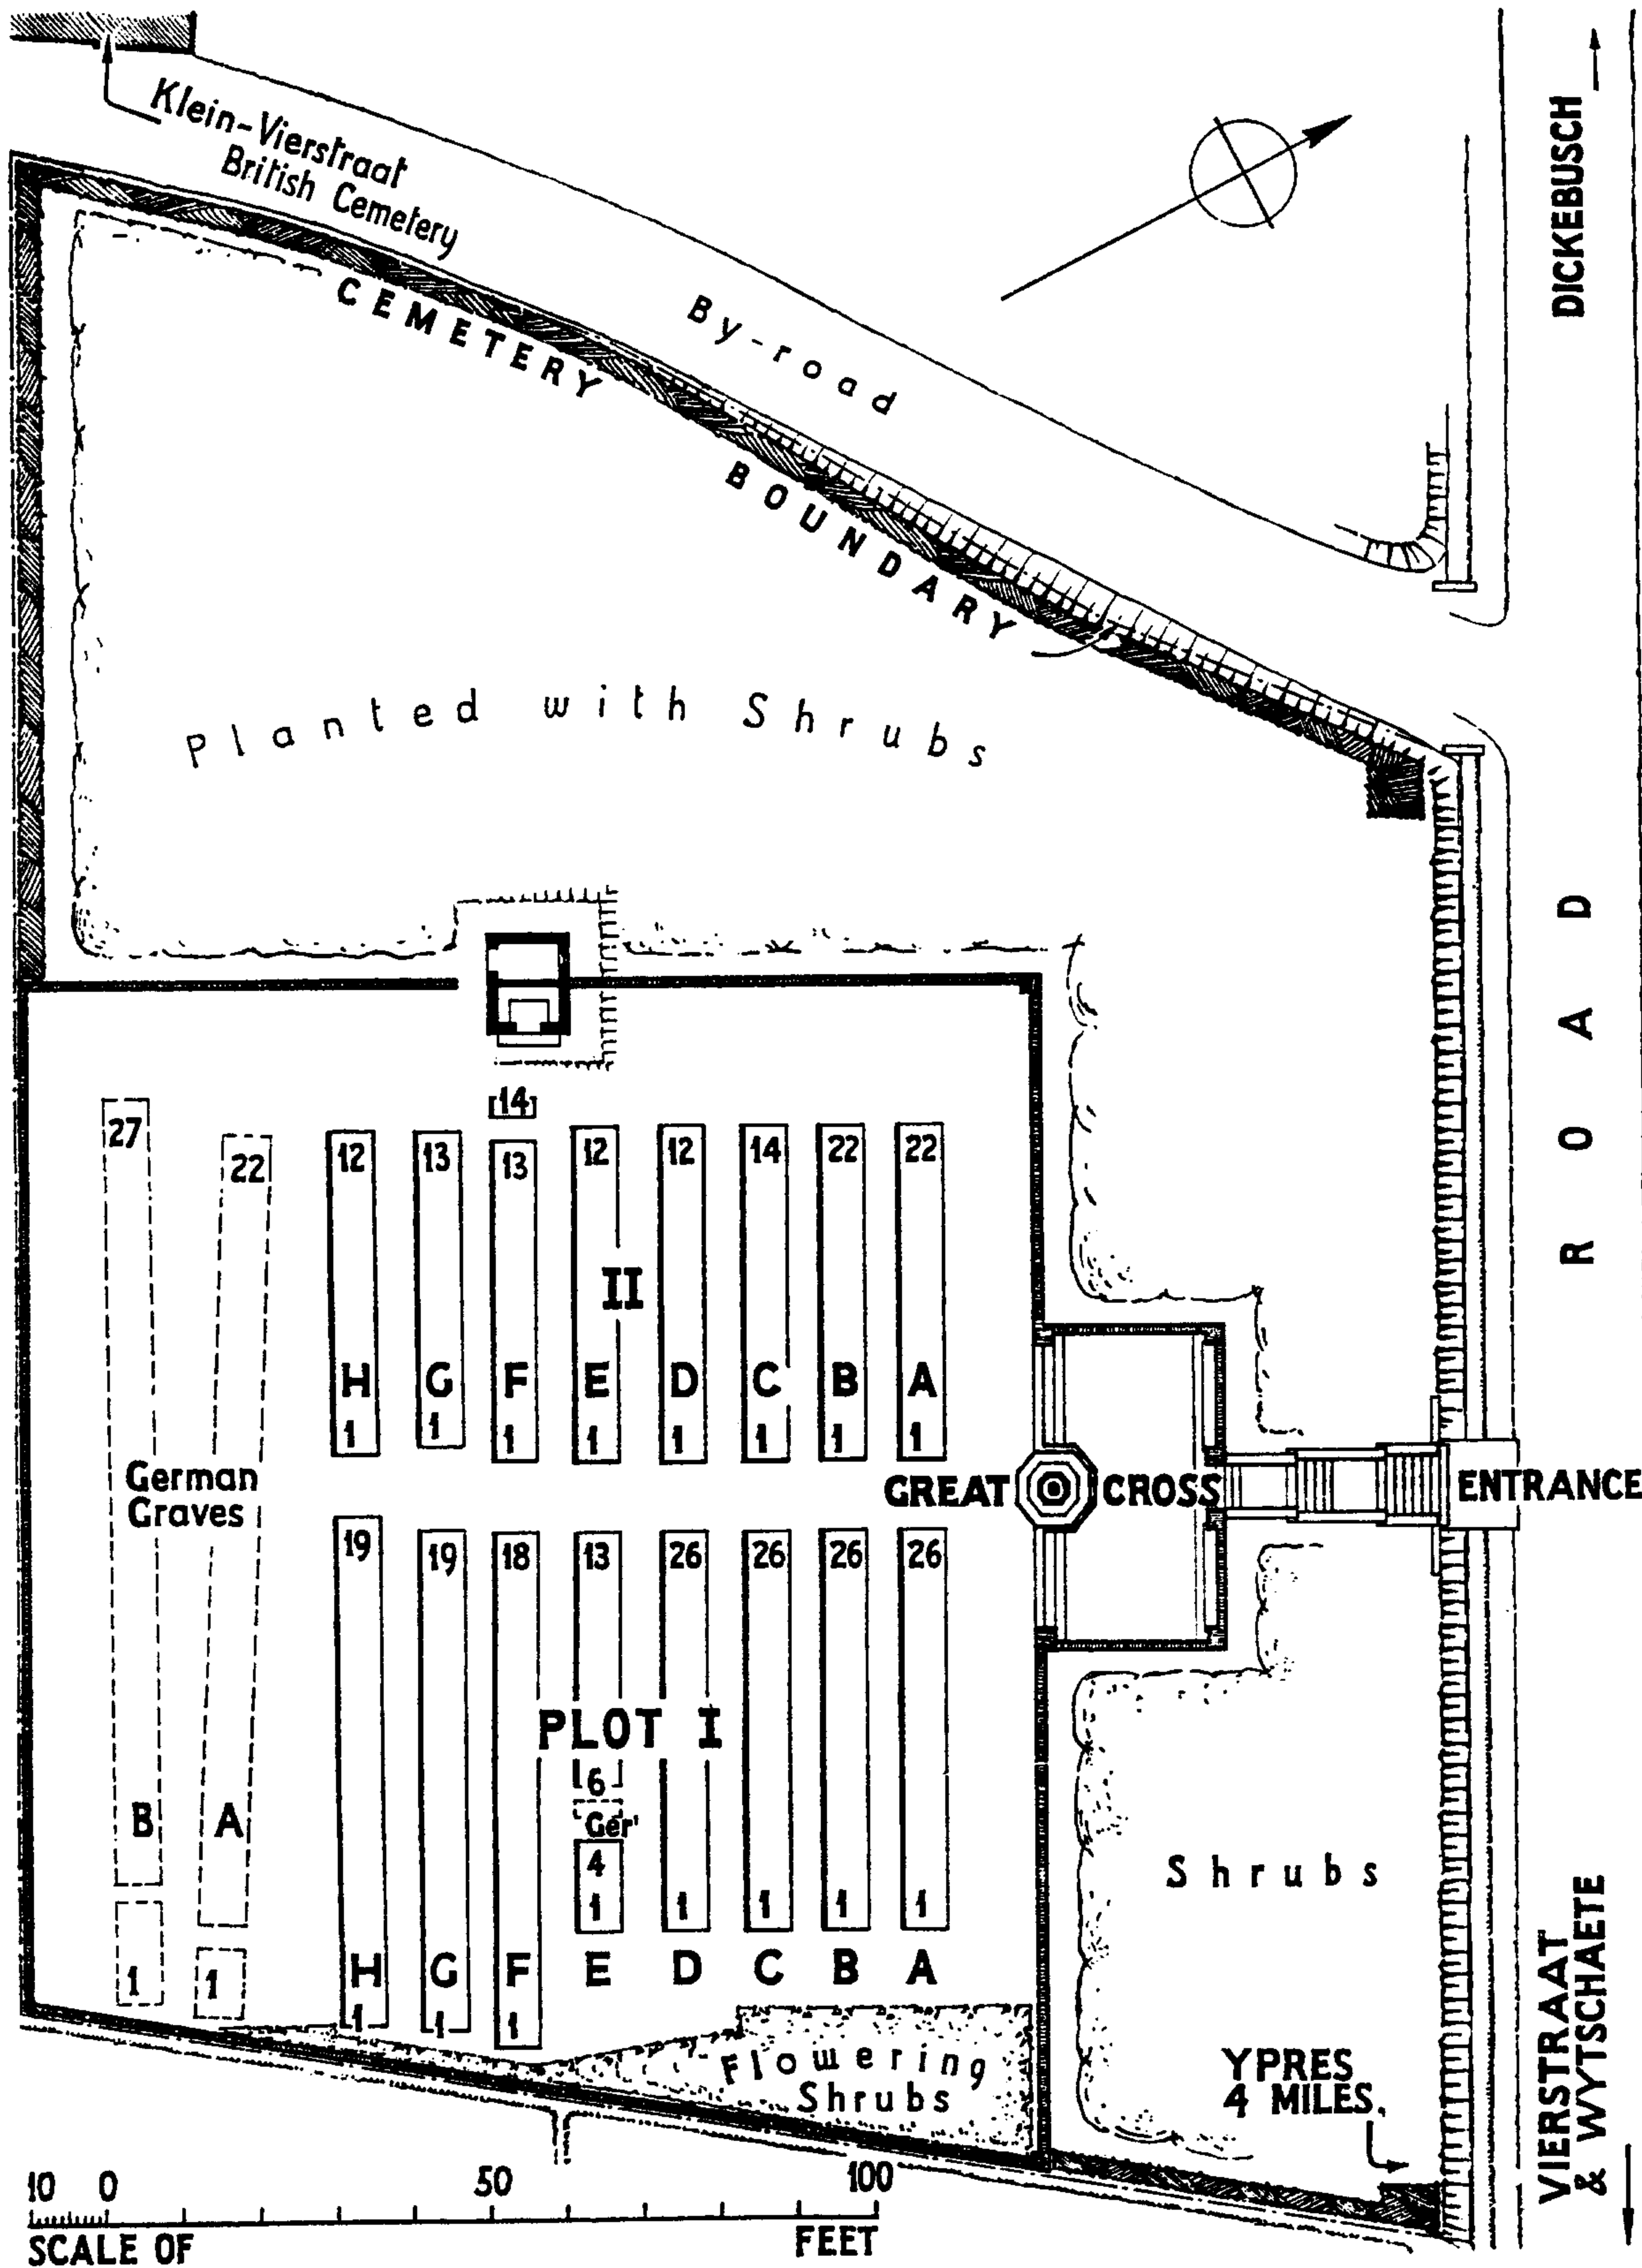 Klein-Vierstraat
British Cemetery
DICKEBUSCH
CEMETERY
By-road
BOUNDARY
Planted with Shrubs
ROAD
14
27 22 12 13 13 12 12 14 22 22
II
H G F E D C B A
1 1 1 1 1 1 1 1
German
Graves
GREAT CROSS
ENTRANCE
19 19 18 13 26 26 26 26
PLOT I
6
B A
Ger'
4
1 1 1 1 1
Shrubs
H G F E D C B A
1 1 1 1 1
Flowering
Shrubs
YPRES
4 MILES.
VIERSTRAAT
& WYTSCHAETE
10 0 50 100
SCALE OF FEET